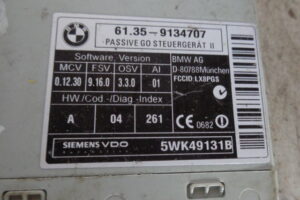 61.35 - 9134707
PASSIVE GO STEUERGERÄT II
Software, Version
MCV FSV OSV AI
0.12.30 9.16.0 3.3.0 01
HW./Cod.-/Diag.-Index
A 04 261
BMW AG
D-80788München
FCCID LX8PGS
CE 0682 !
SIEMENS VDO
Automotive
5WK49131B